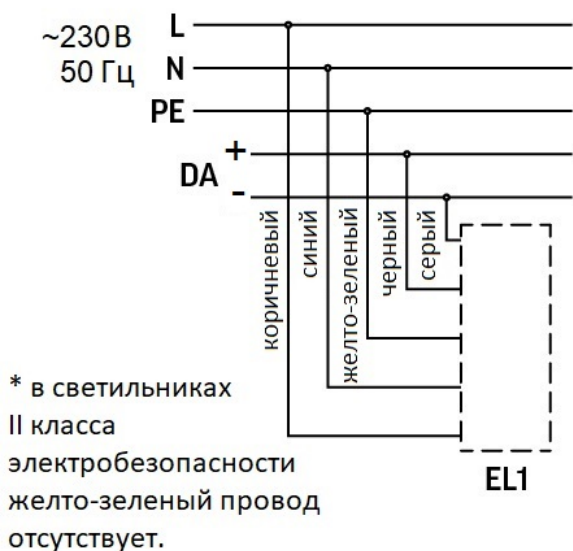 ~230В
50 Гц
L
N
PE
DA
+
-
коричневый
синий
желто-зеленый
черный
серый
EL1
* в светильниках
II класса
электробезопасности
желто-зеленый провод
отсутствует.